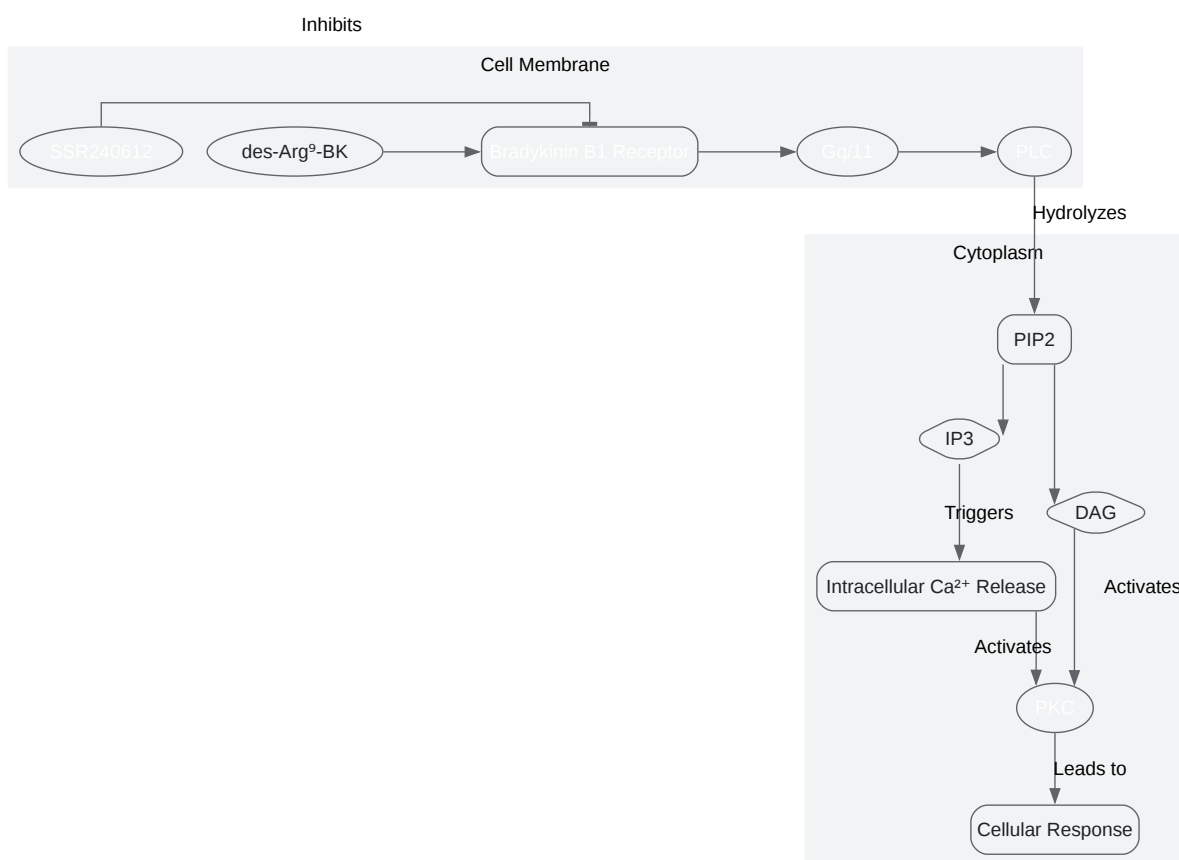 Inhibits
Cell Membrane
SSR240612
des-Arg⁹-BK
Bradykinin B1 Receptor
Gq/11
PLC
Hydrolyzes
Cytoplasm
PIP2
IP3
Triggers
DAG
Intracellular Ca²⁺ Release
Activates
Activates
PKC
Leads to
Cellular Response